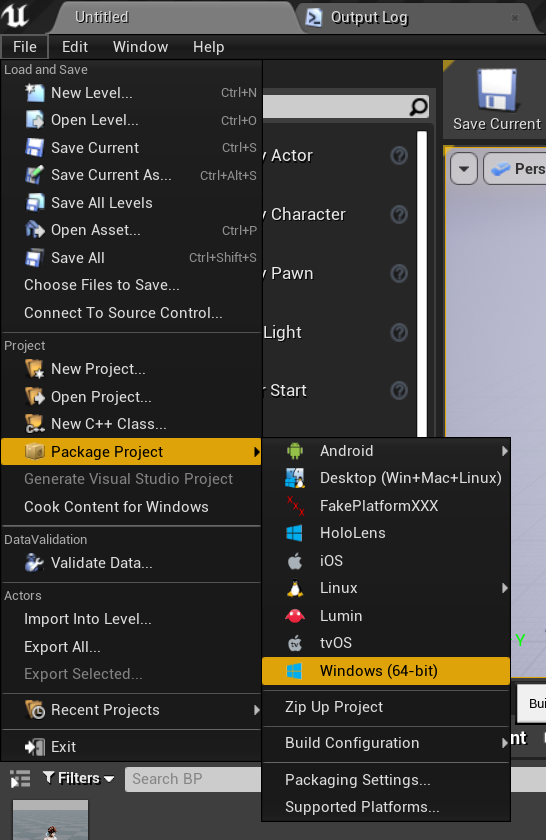 Untitled
Output Log
File Edit Window Help
Load and Save
New Level... Ctrl+N
Open Level... Ctrl+O
Save Current Ctrl+S
Save Current As... Ctrl+Alt+S
Save All Levels
Open Asset... Ctrl+P
Save All Ctrl+Shift+S
Choose Files to Save...
Connect To Source Control...
Project
New Project...
Open Project...
New C++ Class...
Package Project
Generate Visual Studio Project
Cook Content for Windows
DataValidation
Validate Data...
Actors
Import Into Level...
Export All...
Export Selected...
Recent Projects
Exit
Filters
Search BP
y Actor
y Character
y Pawn
Light
r Start
Save Current
Pers
Android
Desktop (Win+Mac+Linux)
FakePlatformXXX
HoloLens
iOS
Linux
Lumin
tvOS
Windows (64-bit)
Zip Up Project
Build Configuration
Packaging Settings...
Supported Platforms...
Y
Bui
nt